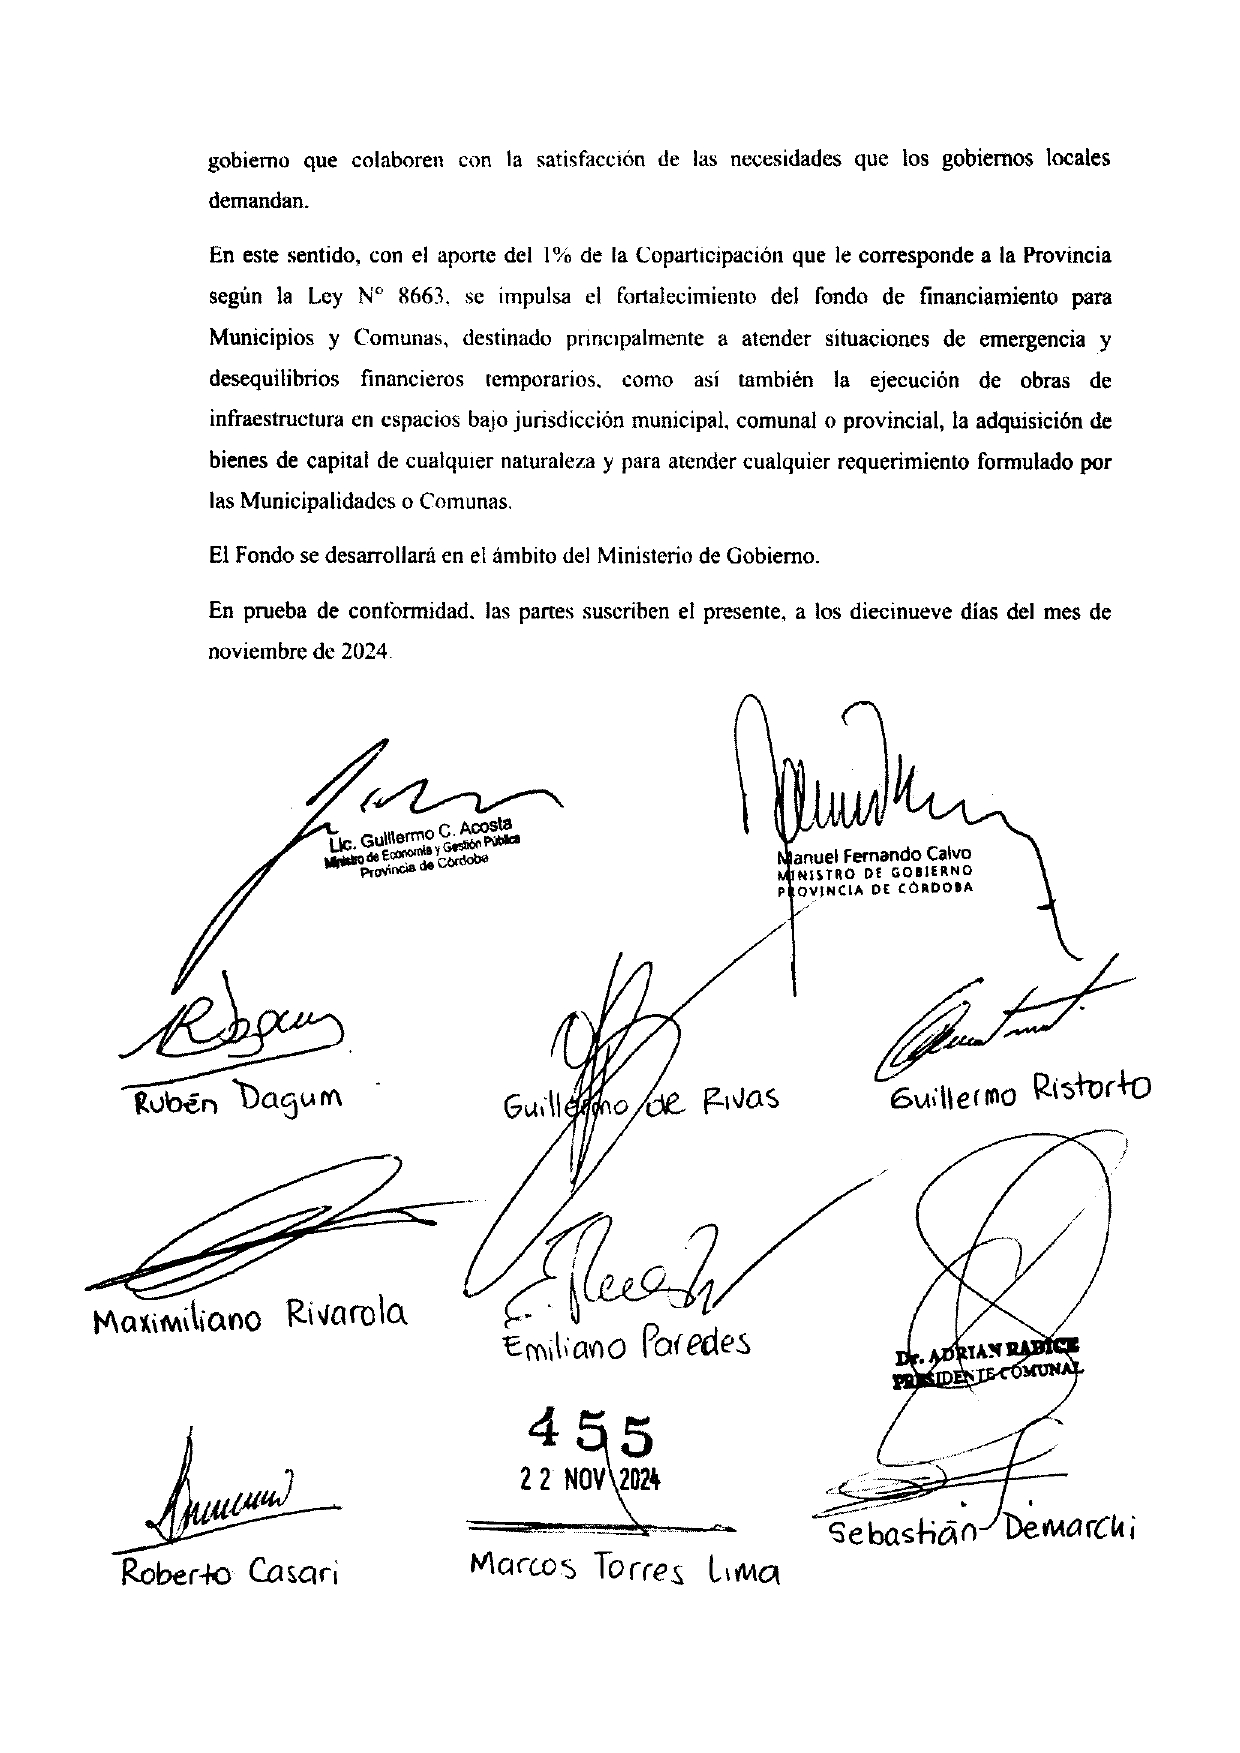 gobierno que colaboren con la satisfacción de las necesidades que los gobiernos locales
demandan.
En este sentido, con el aporte del 1% de la Coparticipación que le corresponde a la Provincia
según la Ley N° 8663, se impulsa el fortalecimiento del fondo de financiamiento para
Municipios y Comunas, destinado principalmente a atender situaciones de emergencia y
desequilibrios financieros temporarios, como así también la ejecución de obras de
infraestructura en espacios bajo jurisdicción municipal, comunal o provincial, la adquisición de
bienes de capital de cualquier naturaleza y para atender cualquier requerimiento formulado por
las Municipalidades o Comunas.
El Fondo se desarrollará en el ámbito del Ministerio de Gobierno.
En prueba de conformidad, las partes suscriben el presente, a los diecinueve días del mes de
noviembre de 2024.
Lic. Guillermo C. Acosta
Ministro de Economía y Gestión Pública
Provincia de Córdoba
Manuel Fernando Calvo
MINISTRO DE GOBIERNO
PROVINCIA DE CÓRDOBA
Rubén Dagum
Guillermo de Rivas
Guillermo Ristorto
Maximiliano Rivarola
Emiliano Paredes
Dr. ADRIAN RADICE
PRESIDENTE COMUNAL
455
22 NOV 2024
Roberto Casari
Marcos Torres Lima
Sebastián Demarchi